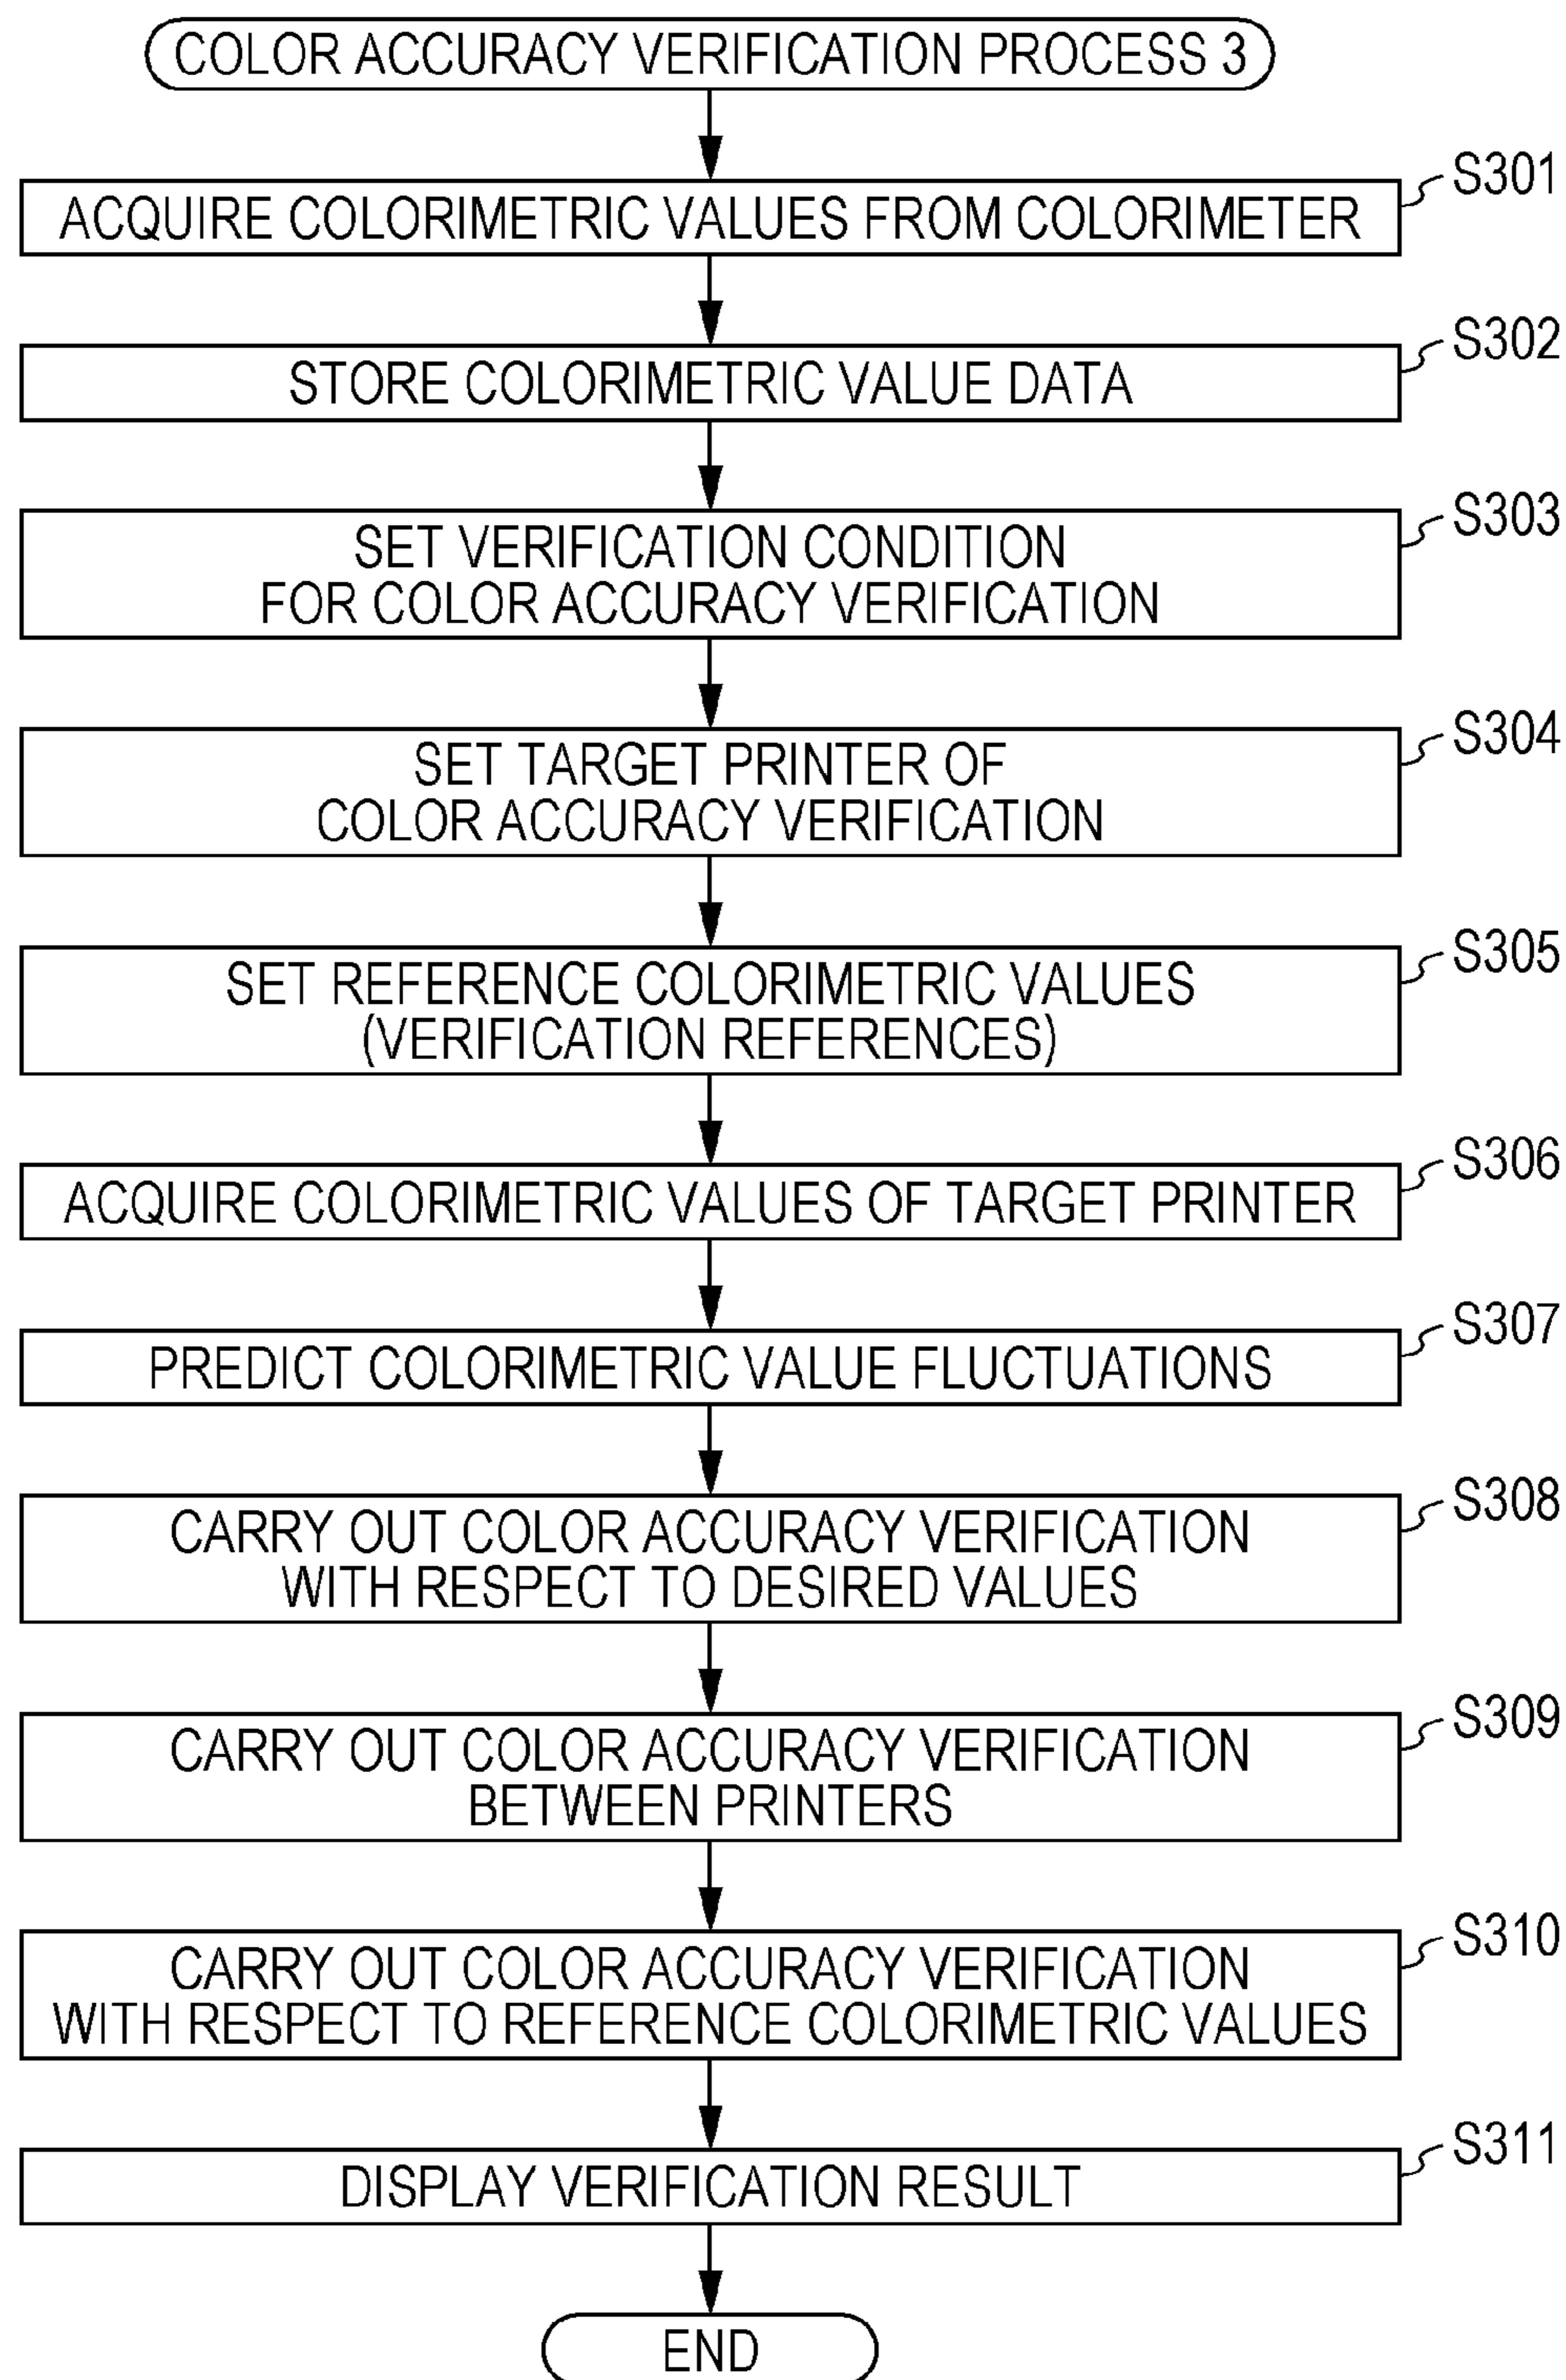 COLOR ACCURACY VERIFICATION PROCESS 3
S301
ACQUIRE COLORIMETRIC VALUES FROM COLORIMETER
S302
STORE COLORIMETRIC VALUE DATA
S303
SET VERIFICATION CONDITION
FOR COLOR ACCURACY VERIFICATION
S304
SET TARGET PRINTER OF
COLOR ACCURACY VERIFICATION
S305
SET REFERENCE COLORIMETRIC VALUES
(VERIFICATION REFERENCES)
S306
ACQUIRE COLORIMETRIC VALUES OF TARGET PRINTER
S307
PREDICT COLORIMETRIC VALUE FLUCTUATIONS
S308
CARRY OUT COLOR ACCURACY VERIFICATION
WITH RESPECT TO DESIRED VALUES
S309
CARRY OUT COLOR ACCURACY VERIFICATION
BETWEEN PRINTERS
S310
CARRY OUT COLOR ACCURACY VERIFICATION
WITH RESPECT TO REFERENCE COLORIMETRIC VALUES
S311
DISPLAY VERIFICATION RESULT
END